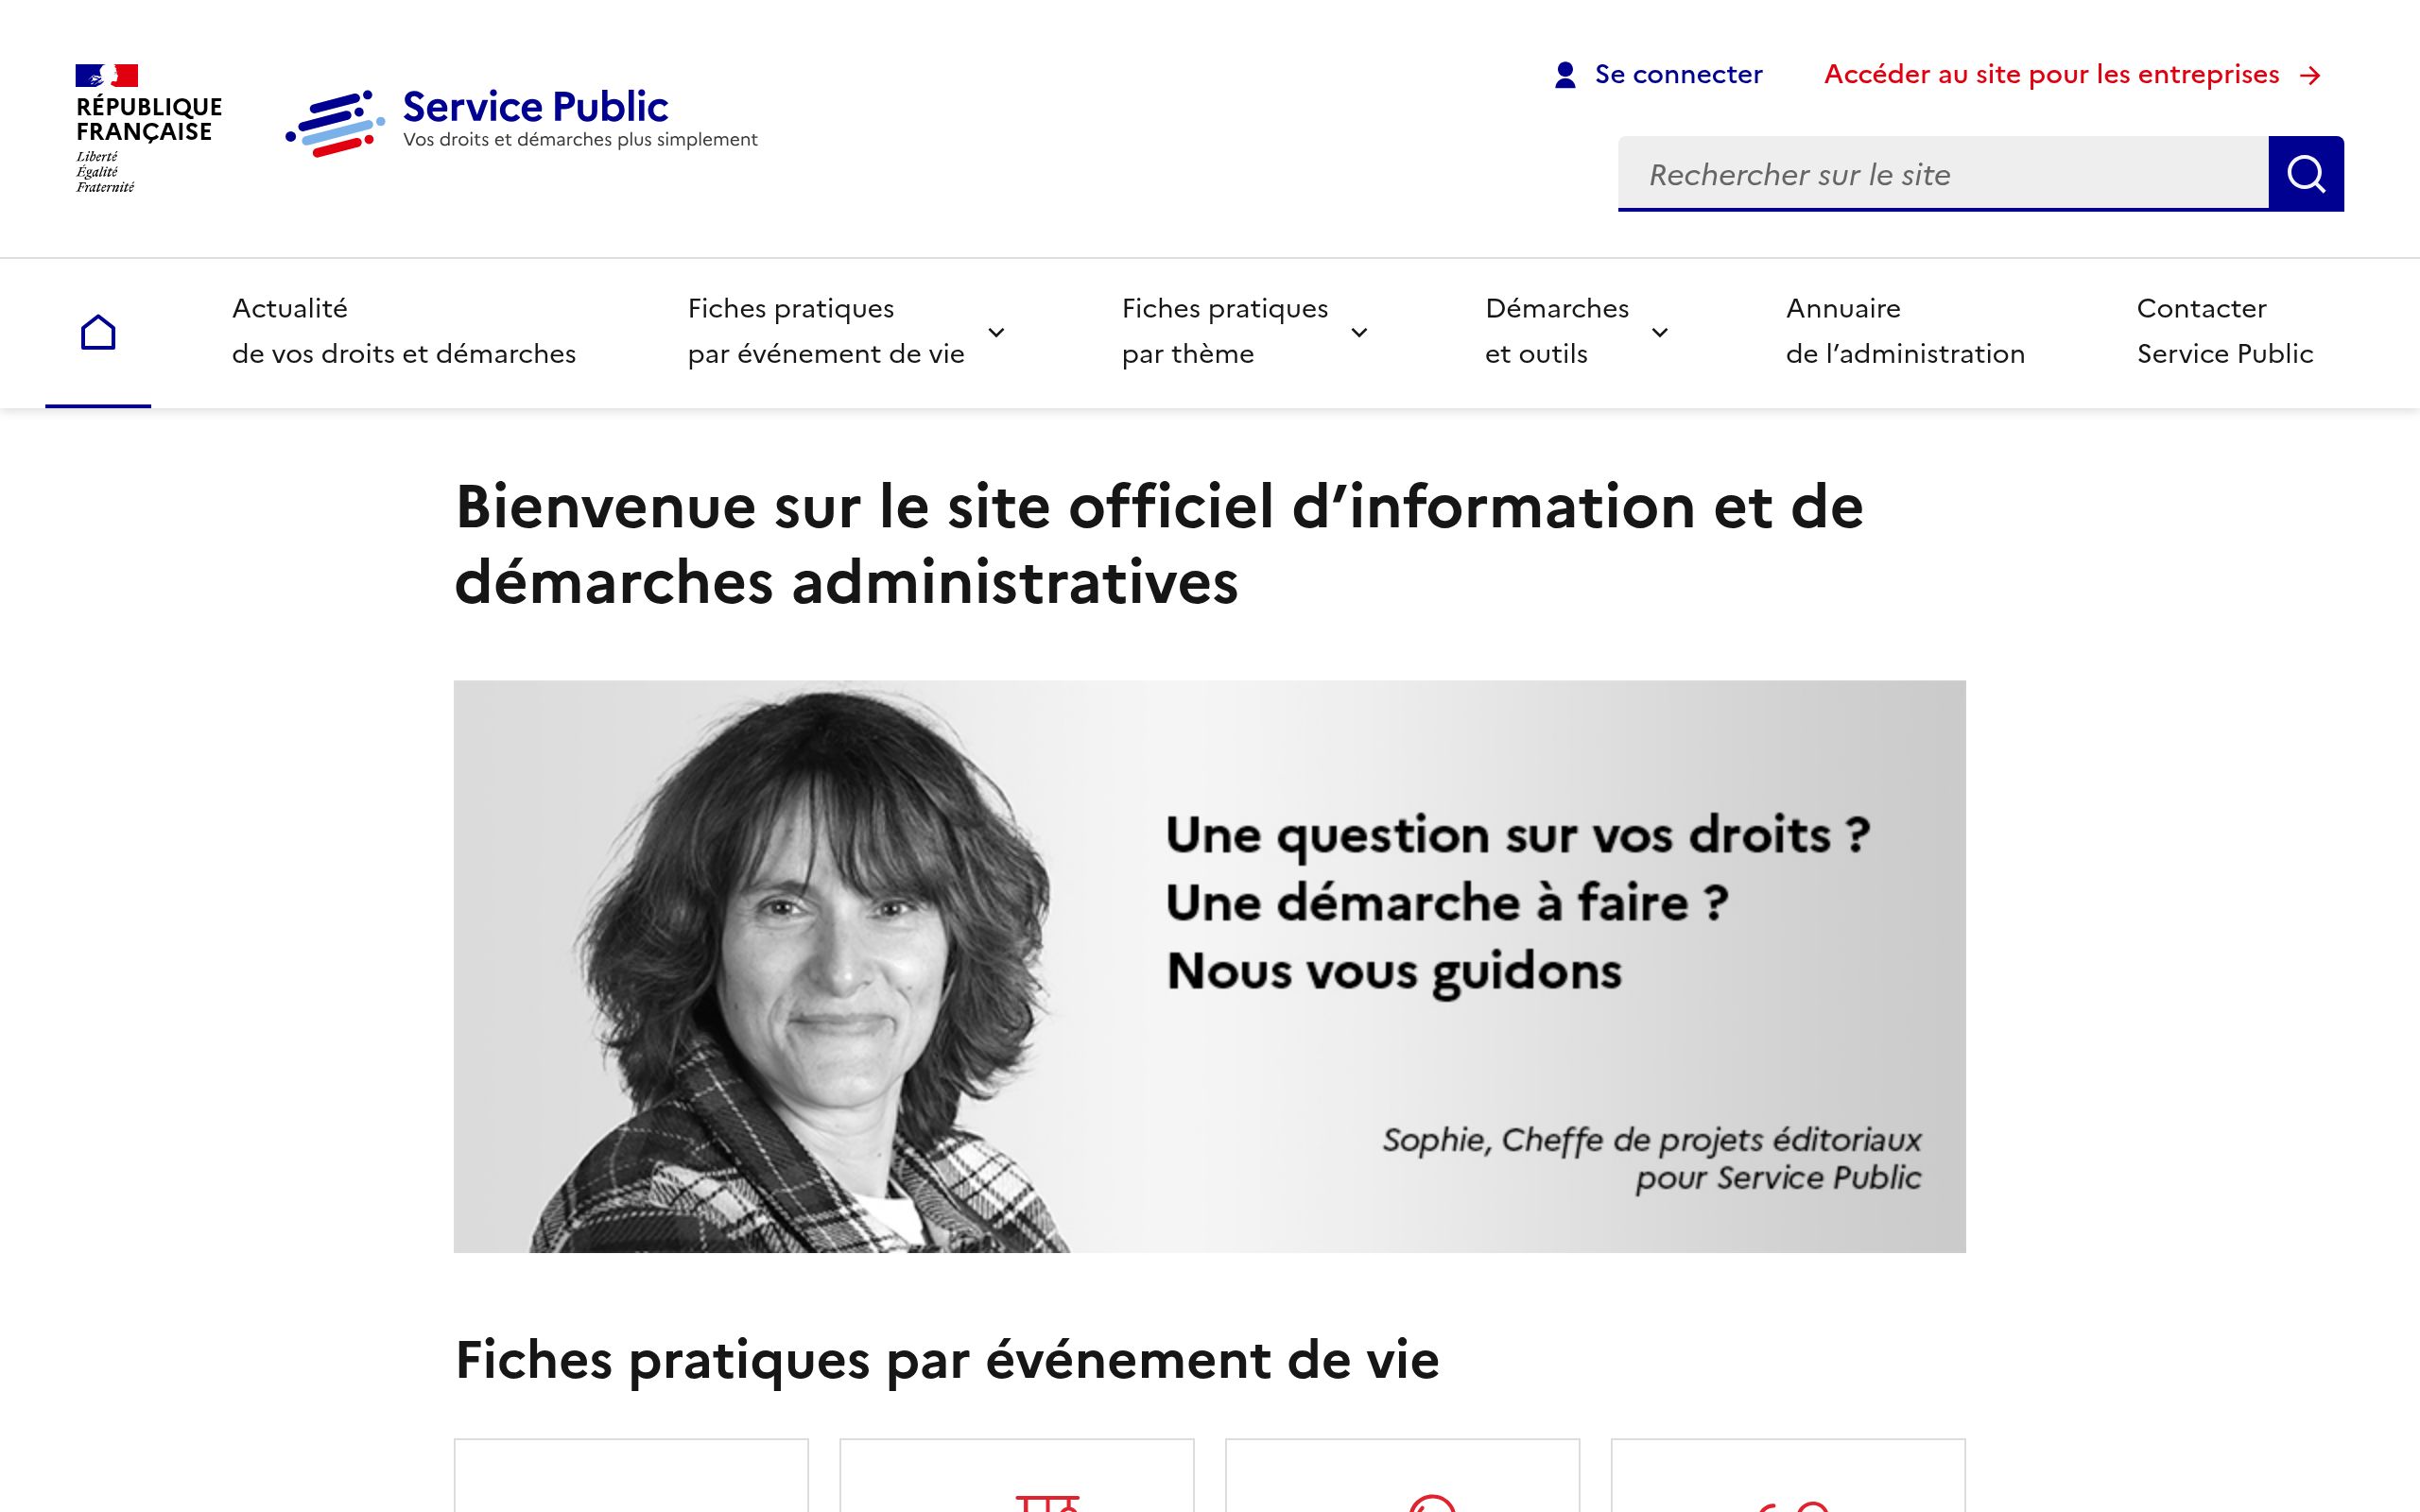 RÉPUBLIQUE
FRANÇAISE
Liberté
Égalité
Fraternité
Service Public
Vos droits et démarches plus simplement
Se connecter
Accéder au site pour les entreprises
Rechercher sur le site
Actualité
de vos droits et démarches
Fiches pratiques
par événement de vie
Fiches pratiques
par thème
Démarches
et outils
Annuaire
de l’administration
Contacter
Service Public
Bienvenue sur le site officiel d’information et de
démarches administratives
Une question sur vos droits ?
Une démarche à faire ?
Nous vous guidons
Sophie, Cheffe de projets éditoriaux
pour Service Public
Fiches pratiques par événement de vie